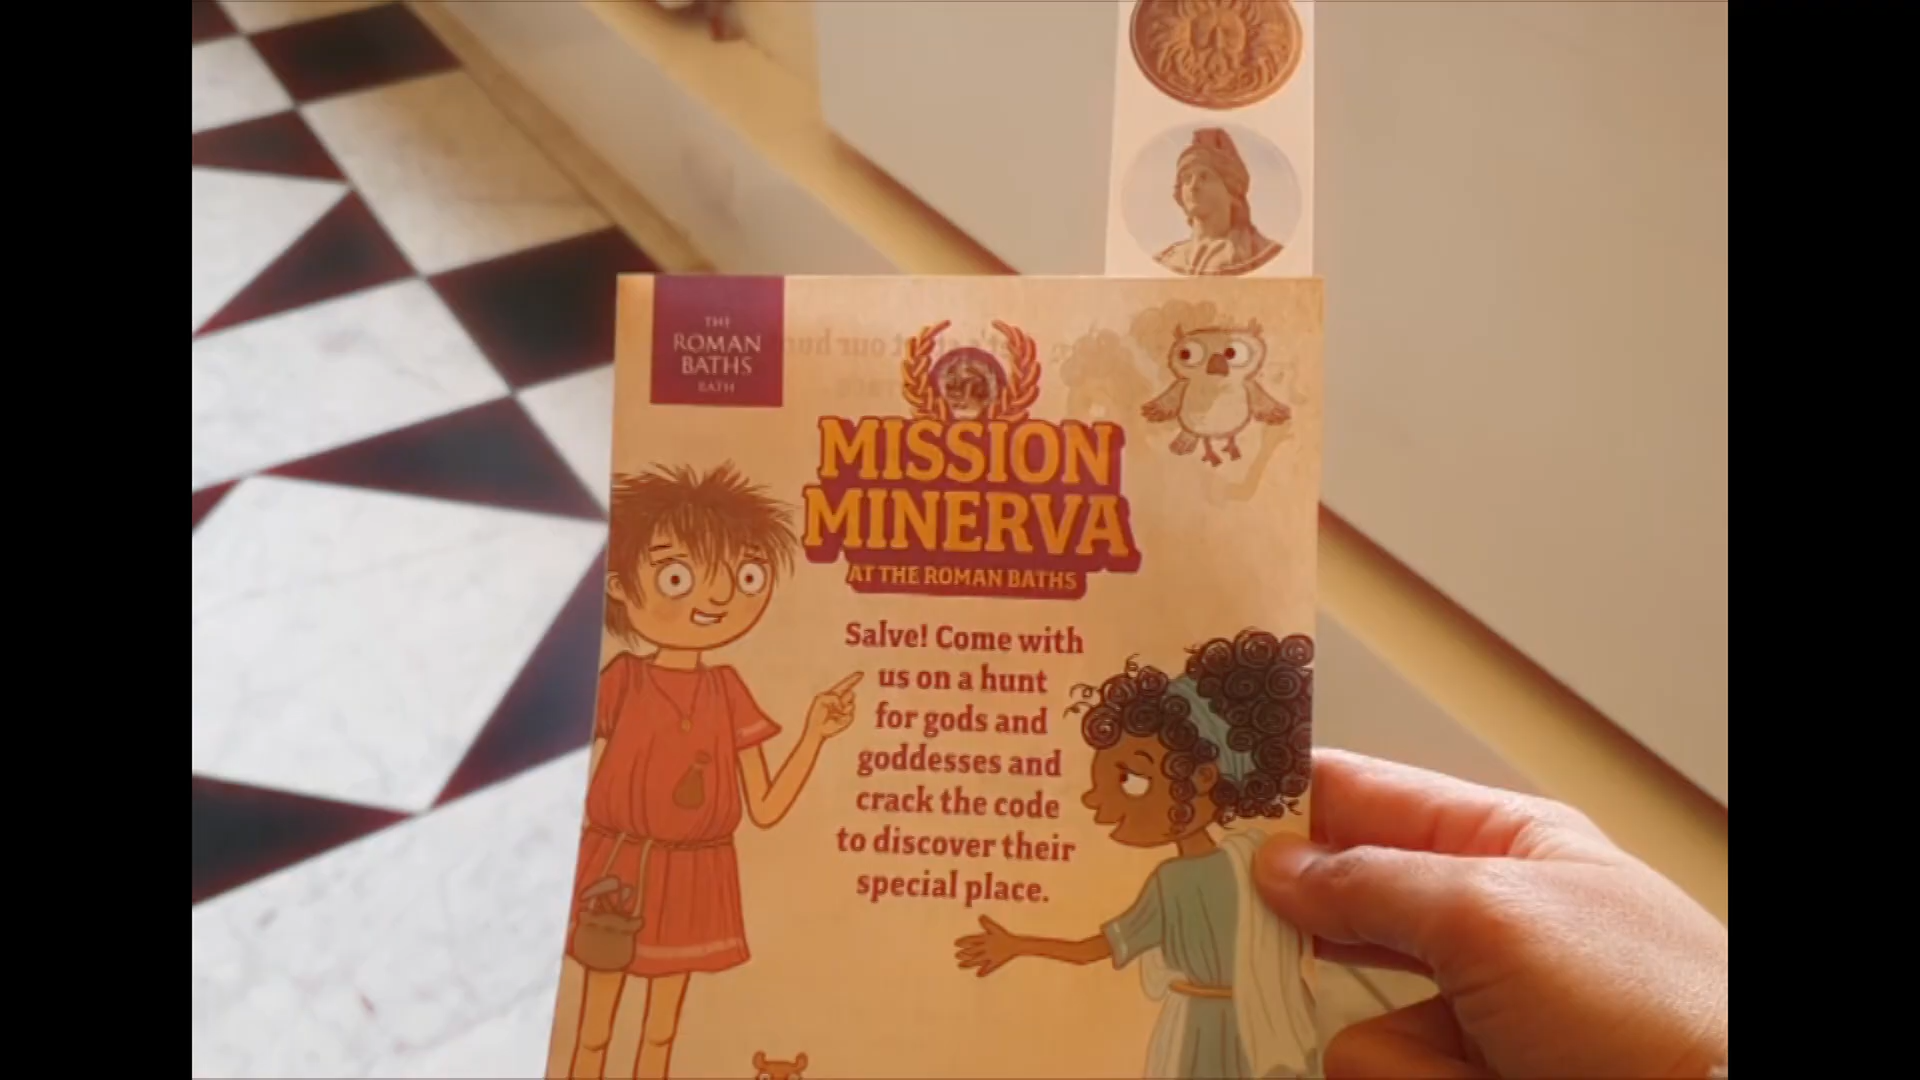 THE
ROMAN
BATHS
BATH
MISSION
MINERVA
AT THE ROMAN BATHS
Salve! Come with
us on a hunt
for gods and
goddesses and
crack the code
to discover their
special place.